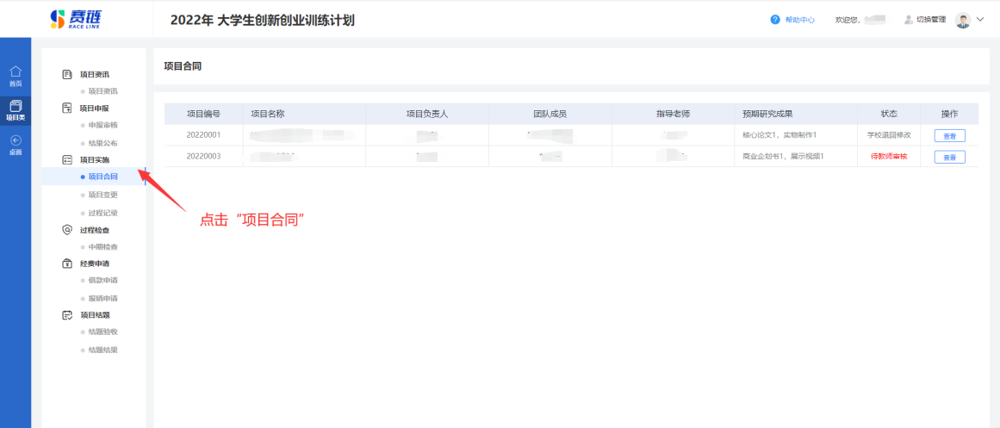 赛链
RACE LINK
2022年 大学生创新创业训练计划
帮助中心
欢迎您,
切换管理
首页
项目类
桌面
项目资讯
项目资讯
项目申报
申报审核
结果公布
项目实施
项目合同
项目变更
过程记录
过程检查
中期检查
经费申请
借款申请
报销申请
项目结题
结题验收
结题结果
项目合同
项目编号 项目名称 项目负责人 团队成员 指导老师 预期研究成果 状态 操作
20220001 核心论文1，实物制作1 学校退回修改 查看
20220003 商业企划书1，展示视频1 待教师审核 查看
点击“项目合同”